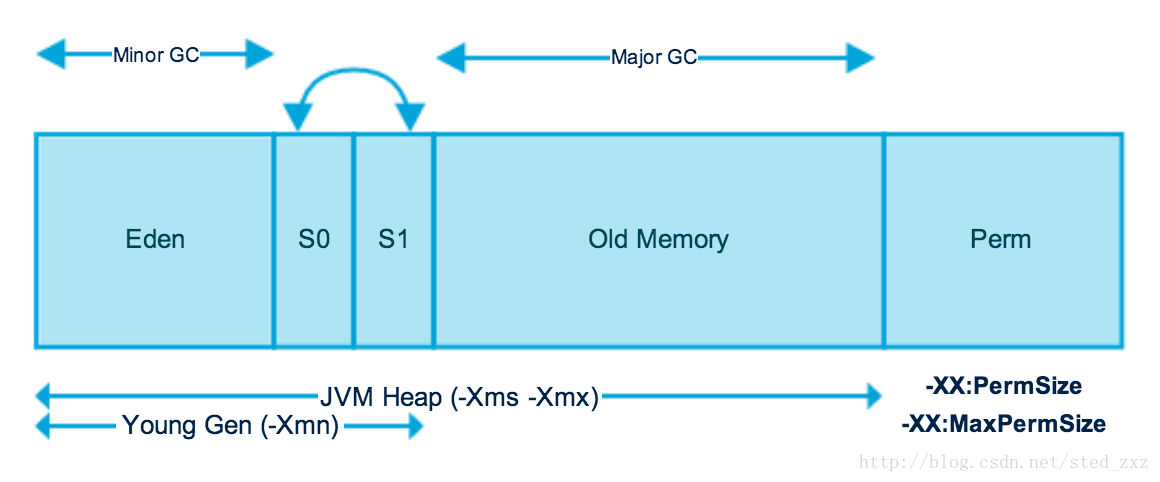 Minor GC
Major GC
Eden
S0
S1
Old Memory
Perm
JVM Heap (-Xms -Xmx)
-XX:PermSize
Young Gen (-Xmn)
-XX:MaxPermSize
http://blog.csdn.net/sted_zxz